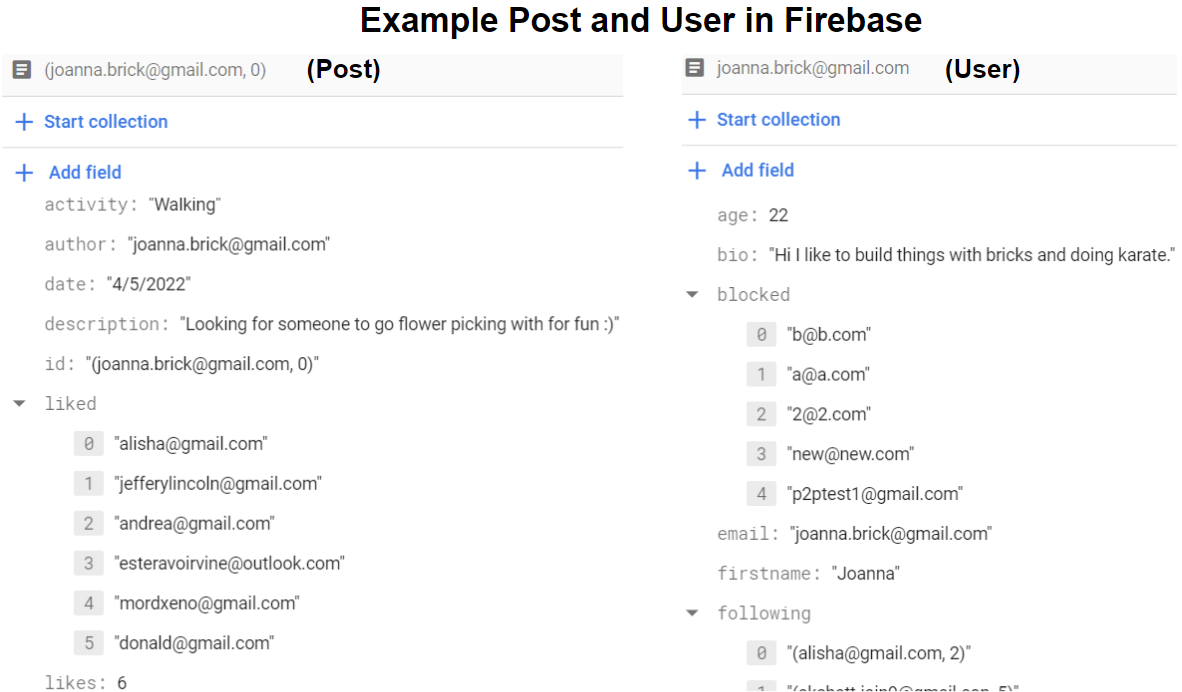 Example Post and User in Firebase
(joanna.brick@gmail.com, 0) (Post)
+ Start collection
+ Add field
activity: "Walking"
author: "joanna.brick@gmail.com"
date: "4/5/2022"
description: "Looking for someone to go flower picking with for fun :)"
id: "(joanna.brick@gmail.com, 0)"
liked
0 "alisha@gmail.com"
1 "jefferylincoln@gmail.com"
2 "andrea@gmail.com"
3 "esteravoirvine@outlook.com"
4 "mordxeno@gmail.com"
5 "donald@gmail.com"
likes: 6
joanna.brick@gmail.com (User)
+ Start collection
+ Add field
age: 22
bio: "Hi I like to build things with bricks and doing karate."
blocked
0 "b@b.com"
1 "a@a.com"
2 "2@2.com"
3 "new@new.com"
4 "p2ptest1@gmail.com"
email: "joanna.brick@gmail.com"
firstname: "Joanna"
following
0 "(alisha@gmail.com, 2)"